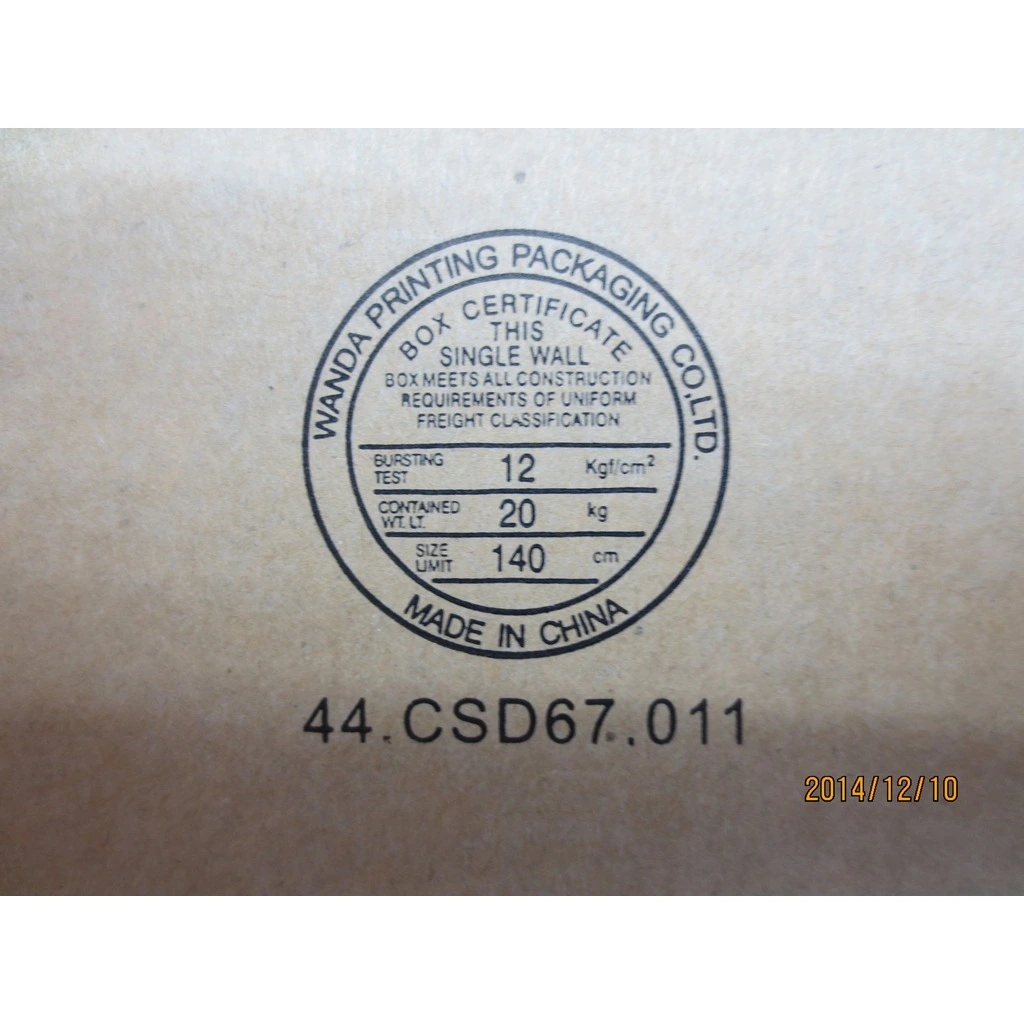 WANDA PRINTING PACKAGING CO,LTD.
BOX CERTIFICATE
THIS
SINGLE WALL
BOX MEETS ALL CONSTRUCTION
REQUIREMENTS OF UNIFORM
FREIGHT CLASSIFICATION
BURSTING TEST 12 Kgf/cm²
CONTAINED WT. LT. 20 kg
SIZE LIMIT 140 cm
MADE IN CHINA
44.CSD67.011
2014/12/10